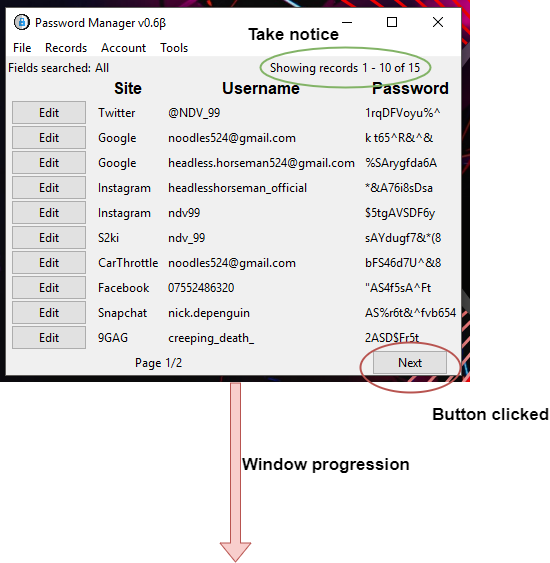 Password Manager v0.6β
Take notice
File Records Account Tools
Fields searched: All Showing records 1 - 10 of 15
Site Username Password
Edit Twitter @NDV_99 1rqDFVoyu%^
Edit Google noodles524@gmail.com k t65^R&^&
Edit Google headless.horseman524@gmail.com %SArygfda6A
Edit Instagram headlesshorseman_official *&A76i8sDsa
Edit Instagram ndv99 $5tgAVSDF6y
Edit S2ki ndv_99 sAYdugf7&*(8
Edit CarThrottle noodles524@gmail.com bFS46d7U^&8
Edit Facebook 07552486320 "AS4f5sA^Ft
Edit Snapchat nick.depenguin AS%r6t&^fvb654
Edit 9GAG creeping_death_ 2ASD$Fr5t
Page 1/2 Next
Button clicked
Window progression